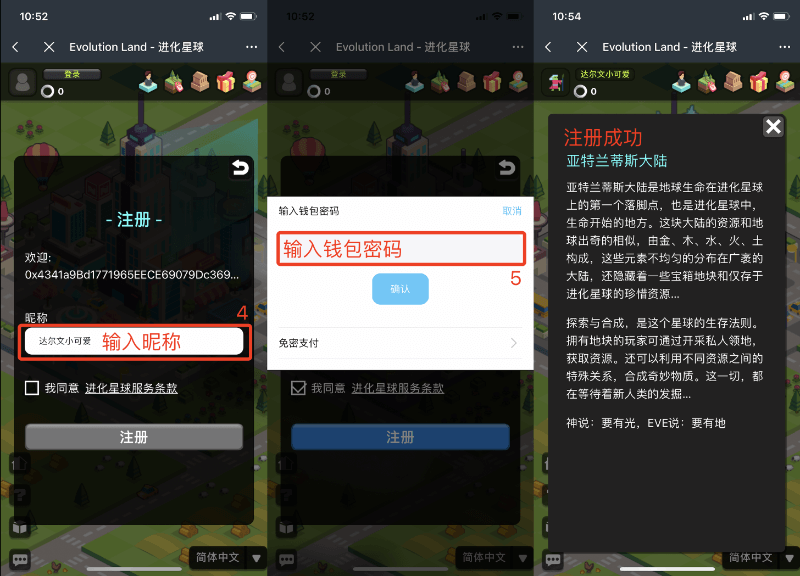 10:52
Evolution Land - 进化星球
登录
0
- 注册 -
欢迎:
0x4341a9Bd1771965EECE69079Dc369...
昵称
4
达尔文小可爱
输入昵称
我同意 进化星球服务条款
注册
简体中文
10:52
Evolution Land - 进化星球
登录
0
输入钱包密码
取消
输入钱包密码
5
确认
免密支付
我同意 进化星球服务条款
注册
简体中文
10:54
Evolution Land - 进化星球
达尔文小可爱
0
注册成功
亚特兰蒂斯大陆
亚特兰蒂斯大陆是地球生命在进化星球
上的第一个落脚点，也是进化星球中，
生命开始的地方。这块大陆的资源和地
球出奇的相似，由金、木、水、火、土
构成，这些元素不均匀的分布在广袤的
大陆，还隐藏着一些宝箱地块和仅存于
进化星球的珍惜资源...
探索与合成，是这个星球的生存法则。
拥有地块的玩家可通过开采私人领地，
获取资源。还可以利用不同资源之间的
特殊关系，合成奇妙物质。这一切，都
在等待着新人类的发掘...
神说：要有光，EVE说：要有地
简体中文